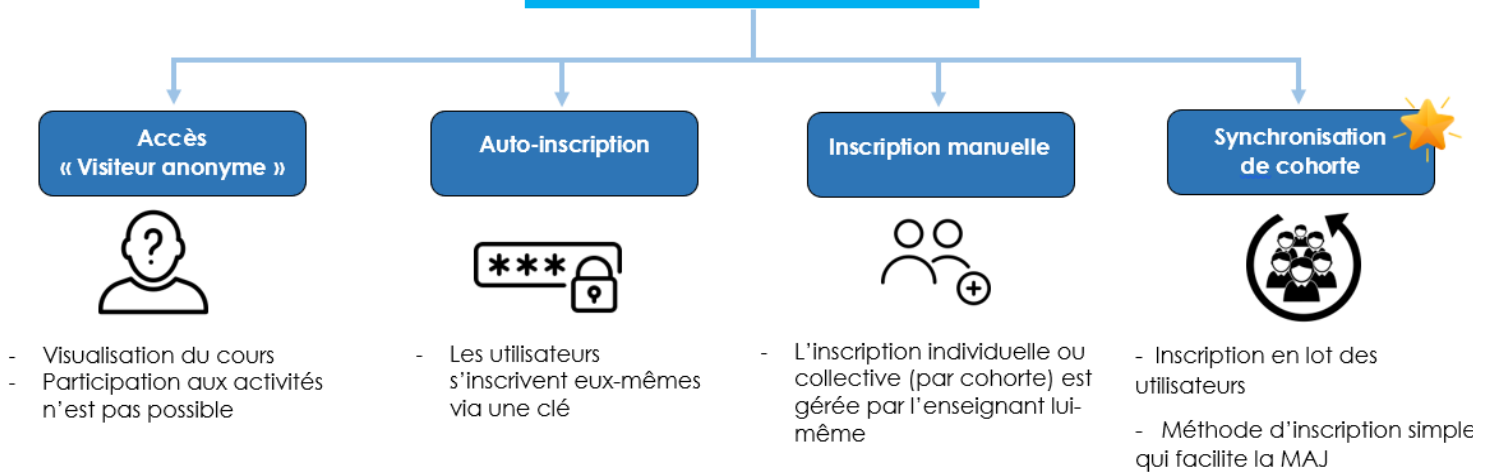 Accès
« Visiteur anonyme »
Auto-inscription
Inscription manuelle
Synchronisation
de cohorte
?
***
- Visualisation du cours
- Participation aux activités
n’est pas possible
- Les utilisateurs
s’inscrivent eux-mêmes
via une clé
- L’inscription individuelle ou
collective (par cohorte) est
gérée par l’enseignant lui-
même
- Inscription en lot des
utilisateurs
- Méthode d’inscription simple
qui facilite la MAJ